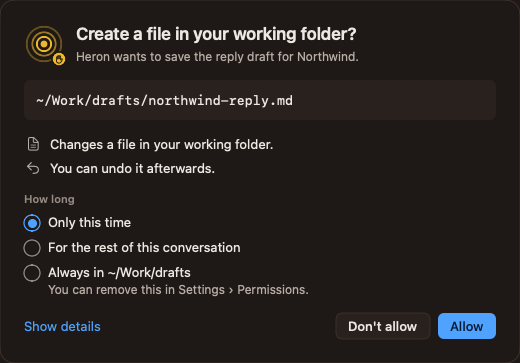 Create a file in your working folder?
Heron wants to save the reply draft for Northwind.
~/Work/drafts/northwind-reply.md
Changes a file in your working folder.
You can undo it afterwards.
How long
Only this time
For the rest of this conversation
Always in ~/Work/drafts
You can remove this in Settings › Permissions.
Show details
Don't allow
Allow